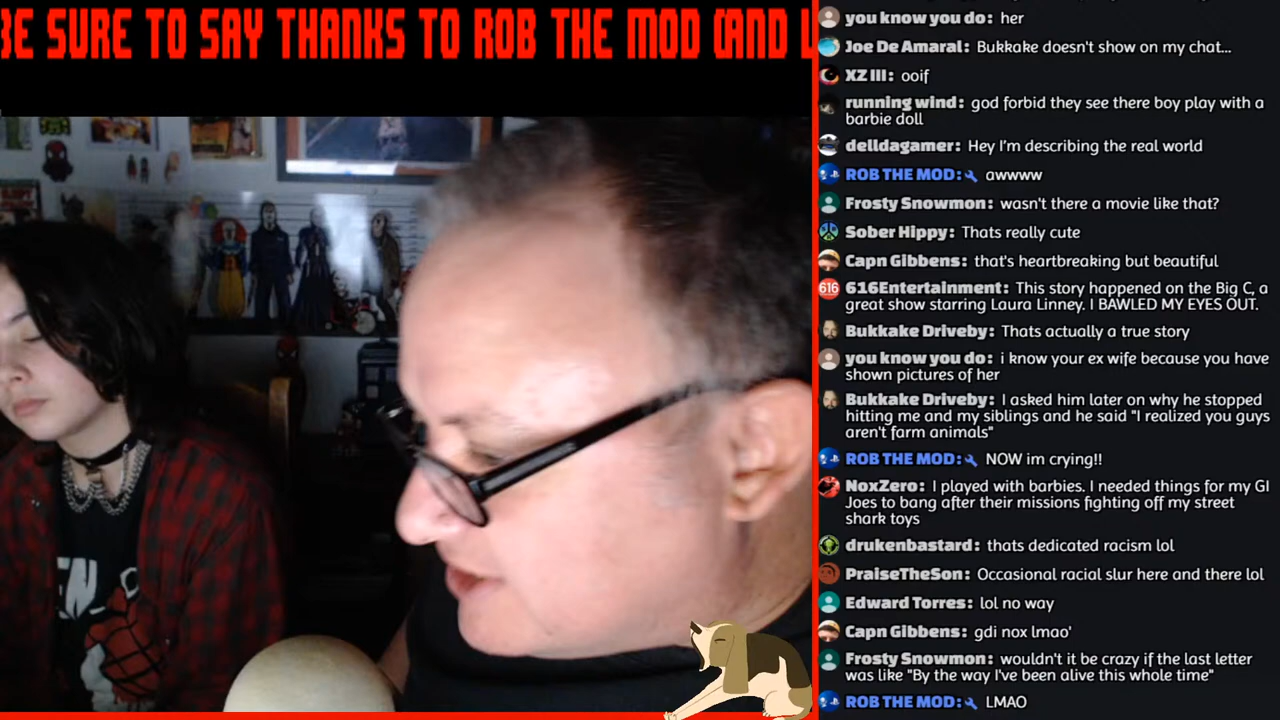 BE SURE TO SAY THANKS TO ROB THE MOD (AND
you know you do: her
Joe De Amaral: Bukkake doesn't show on my chat...
XZ III: ooif
running wind: god forbid they see there boy play with a
barbie doll
delldagamer: Hey I'm describing the real world
ROB THE MOD: awwww
Frosty Snowmon: wasn't there a movie like that?
Sober Hippy: Thats really cute
Capn Gibbens: that's heartbreaking but beautiful
616
616Entertainment: This story happened on the Big C, a
great show starring Laura Linney. I BAWLED MY EYES OUT.
Bukkake Driveby: Thats actually a true story
you know you do: i know your ex wife because you have
shown pictures of her
Bukkake Driveby: I asked him later on why he stopped
hitting me and my siblings and he said "I realized you guys
aren't farm animals"
ROB THE MOD: NOW im crying!!
NoxZero: I played with barbies. I needed things for my GI
Joes to bang after their missions fighting off my street
shark toys
drukenbastard: thats dedicated racism lol
PraiseTheSon: Occasional racial slur here and there lol
Edward Torres: lol no way
Capn Gibbens: gdi nox lmao'
Frosty Snowmon: wouldn't it be crazy if the last letter
was like "By the way I've been alive this whole time"
ROB THE MOD: LMAO